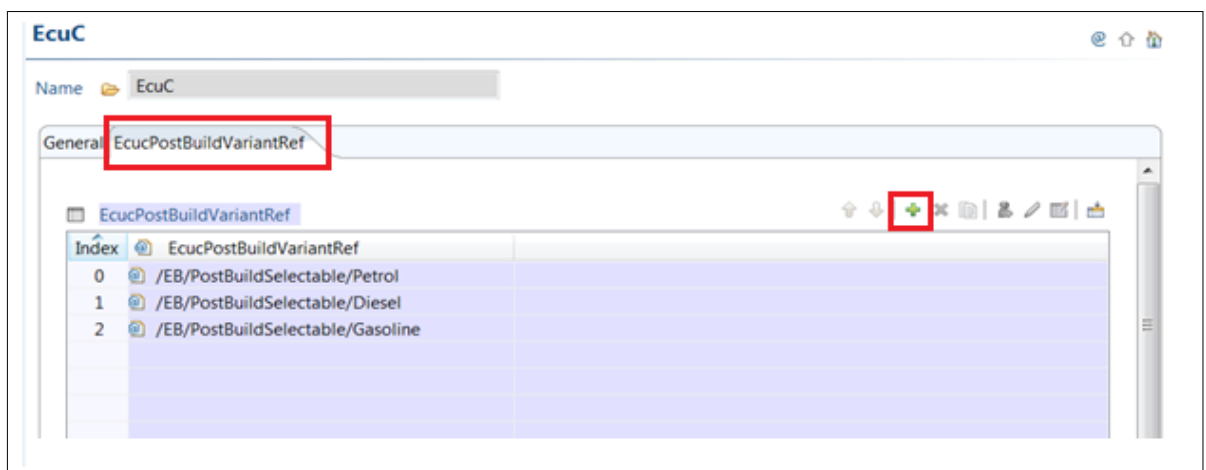 EcuC
Name EcuC
General EcucPostBuildVariantRef
EcucPostBuildVariantRef
Index EcucPostBuildVariantRef
0 /EB/PostBuildSelectable/Petrol
1 /EB/PostBuildSelectable/Diesel
2 /EB/PostBuildSelectable/Gasoline